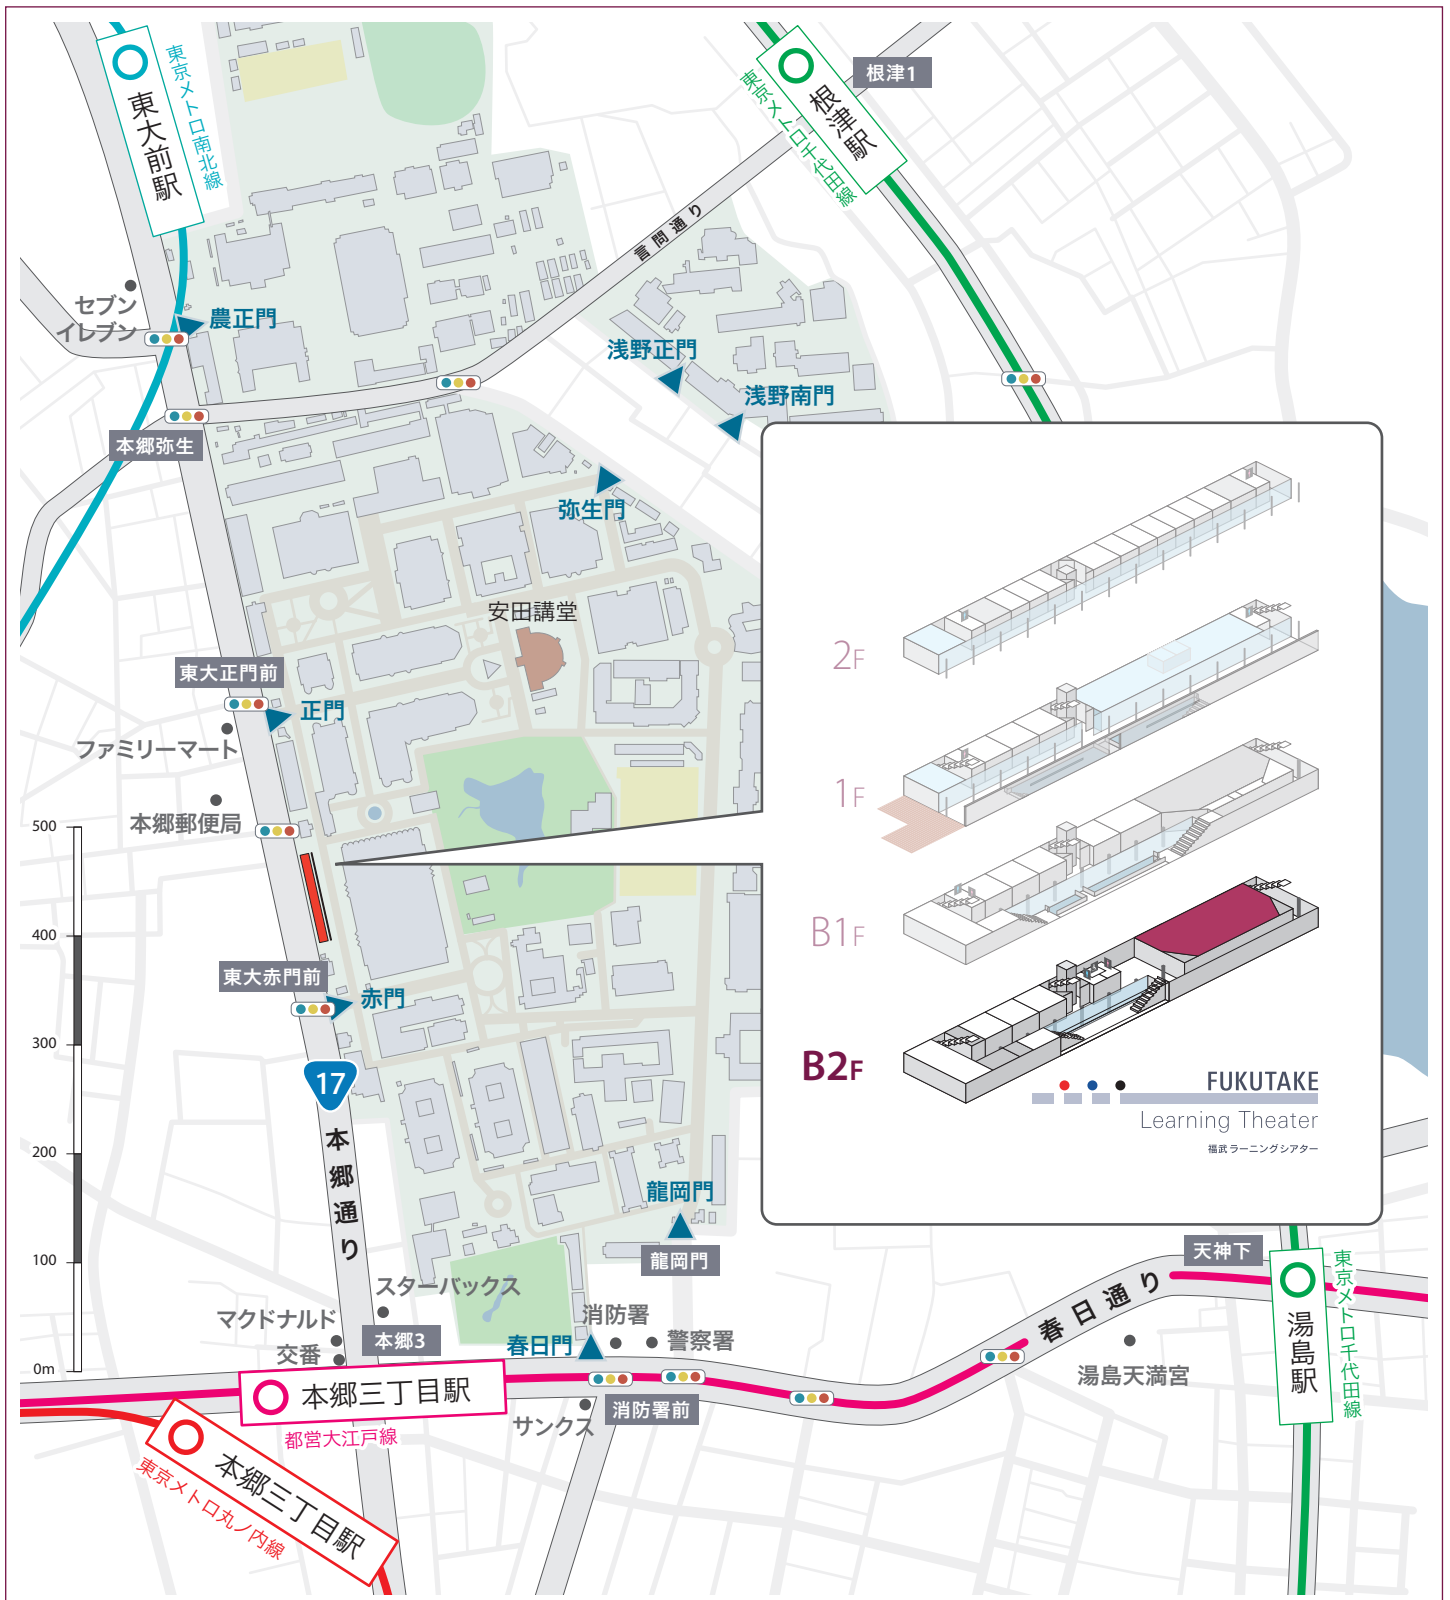 東大前駅
東京メトロ南北線
根津駅
東京メトロ千代田線
根津1
言問通り
セブン
イレブン
農正門
浅野正門
浅野南門
本郷弥生
弥生門
安田講堂
東大正門前
正門
ファミリーマート
本郷郵便局
500
400
300
200
100
0m
東大赤門前
赤門
17
本郷通り
2F
1F
B1F
B2F
FUKUTAKE
Learning Theater
福武ラーニングシアター
龍岡門
龍岡門
天神下
スターバックス
マクドナルド
交番
本郷3
消防署
警察署
春日門
春日通り
湯島天満宮
湯島駅
東京メトロ千代田線
本郷三丁目駅
都営大江戸線
サンクス
消防署前
本郷三丁目駅
東京メトロ丸ノ内線